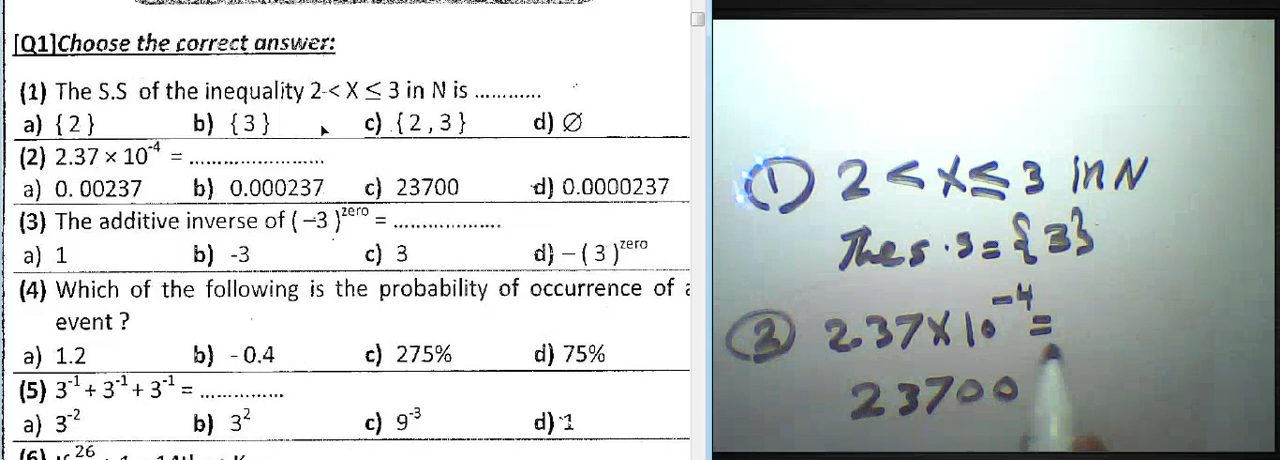 [Q1]Choose the correct answer:
(1) The S.S of the inequality 2 < X ≤ 3 in N is ............
a) {2} b) {3} c) {2,3} d) ∅
(2) 2.37 × 10⁻⁴ = ........................
a) 0.00237 b) 0.000237 c) 23700 d) 0.0000237
(3) The additive inverse of (−3)ᶻᵉʳᵒ = ...................
a) 1 b) -3 c) 3 d) −(3)ᶻᵉʳᵒ
(4) Which of the following is the probability of occurrence of
event ?
a) 1.2 b) -0.4 c) 275% d) 75%
(5) 3⁻¹ + 3⁻¹ + 3⁻¹ = ...............
a) 3⁻² b) 3² c) 9⁻³ d) 1
① 2 < X ≤ 3 in N
The s.s = {3}
② 2.37 X 10⁻⁴ =
23700